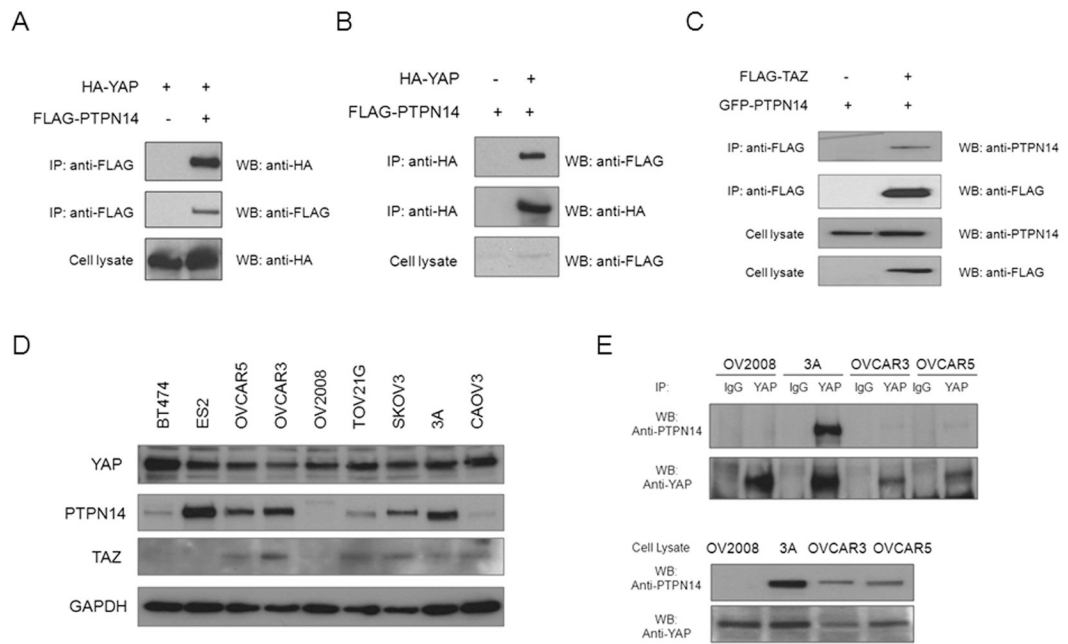 A
HA-YAP + +
FLAG-PTPN14 - +
IP: anti-FLAG WB: anti-HA
IP: anti-FLAG WB: anti-FLAG
Cell lysate WB: anti-HA
B
HA-YAP - +
FLAG-PTPN14 + +
IP: anti-HA WB: anti-FLAG
IP: anti-HA WB: anti-HA
Cell lysate WB: anti-FLAG
C
FLAG-TAZ - +
GFP-PTPN14 + +
IP: anti-FLAG WB: anti-PTPN14
IP: anti-FLAG WB: anti-FLAG
Cell lysate WB: anti-PTPN14
Cell lysate WB: anti-FLAG
D
BT474 ES2 OVCAR5 OVCAR3 OV2008 TOV21G SKOV3 3A CAOV3
YAP
PTPN14
TAZ
GAPDH
E
OV2008 3A OVCAR3 OVCAR5
IP: IgG YAP IgG YAP IgG YAP IgG YAP
WB:
Anti-PTPN14
WB:
Anti-YAP
Cell Lysate OV2008 3A OVCAR3 OVCAR5
WB:
Anti-PTPN14
WB:
Anti-YAP